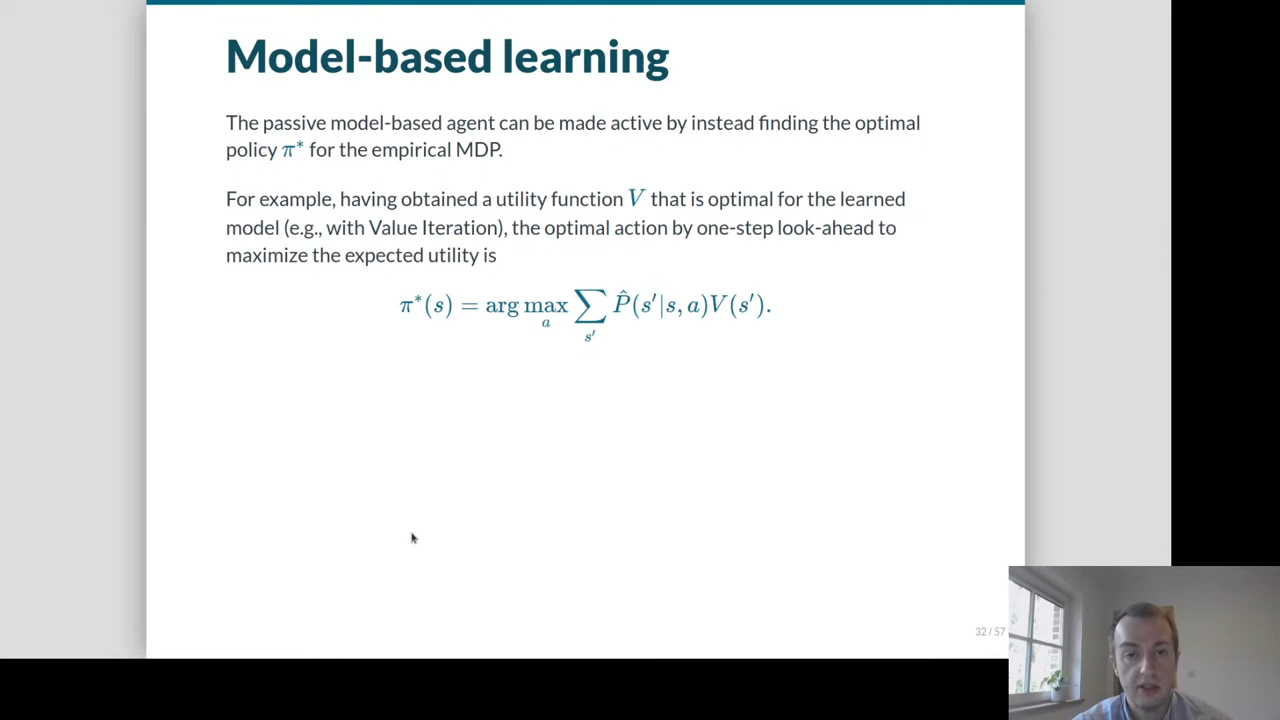 Model-based learning
The passive model-based agent can be made active by instead finding the optimal
policy π* for the empirical MDP.
For example, having obtained a utility function V that is optimal for the learned
model (e.g., with Value Iteration), the optimal action by one-step look-ahead to
maximize the expected utility is
π*(s) = arg max_a ∑_{s′} P̂(s′|s, a)V(s′).
32 / 57